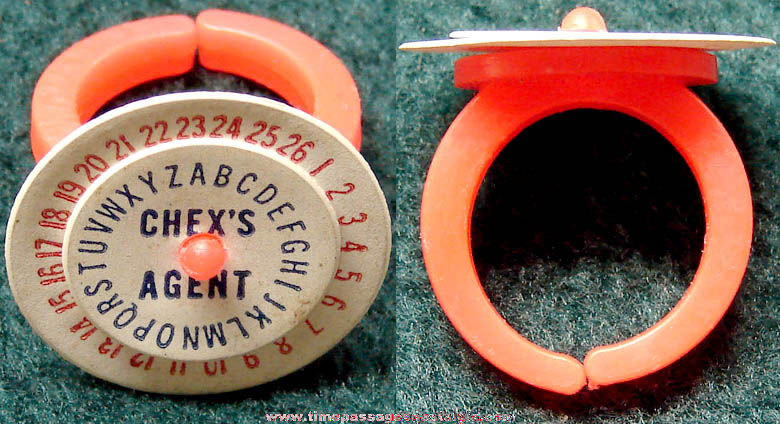 1 2 3 4 5 6 7 8 9 10 11 12 13 14 15 16 17 18 19 20 21 22 23 24 25 26
ABCDEFGHIJKLMNOPQRSTUVWXYZ
CHEX'S
AGENT
www.timepassagesnostalgia.com